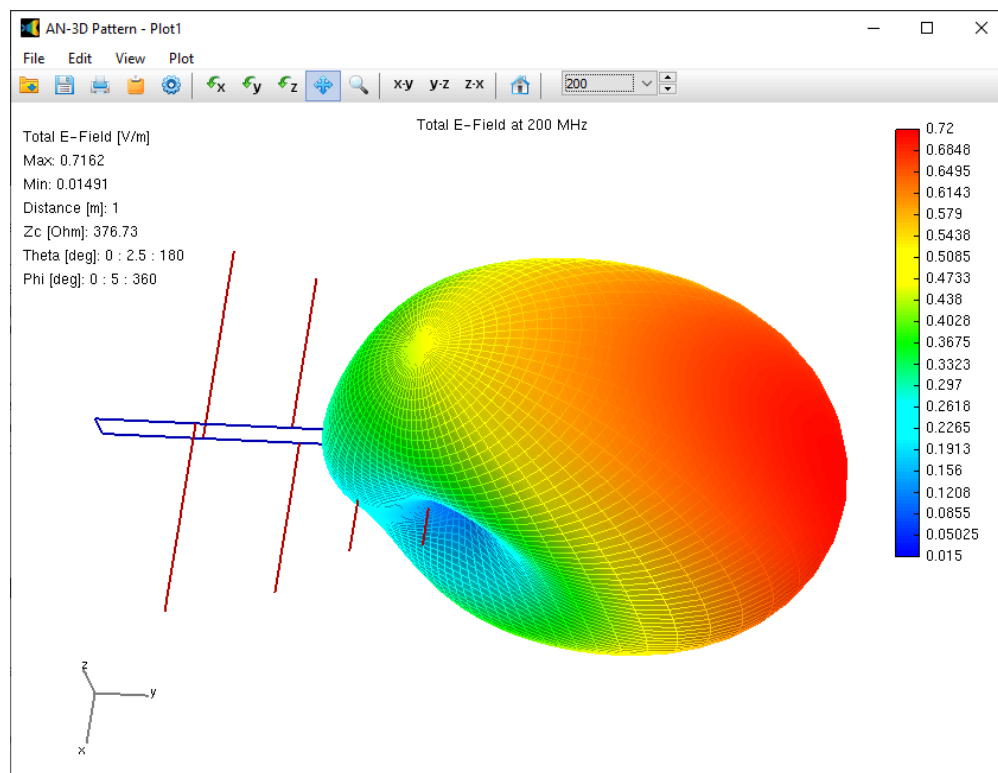 AN-3D Pattern - Plot1
File Edit View Plot
x y z x-y y-z z-x 200
Total E-Field at 200 MHz
Total E-Field [V/m]
Max: 0.7162
Min: 0.01491
Distance [m]: 1
Zc [Ohm]: 376.73
Theta [deg]: 0 : 2.5 : 180
Phi [deg]: 0 : 5 : 360
0.72
0.6848
0.6495
0.6143
0.579
0.5438
0.5085
0.4733
0.438
0.4028
0.3675
0.3323
0.297
0.2618
0.2265
0.1913
0.156
0.1208
0.0855
0.05025
0.015
z
y
x